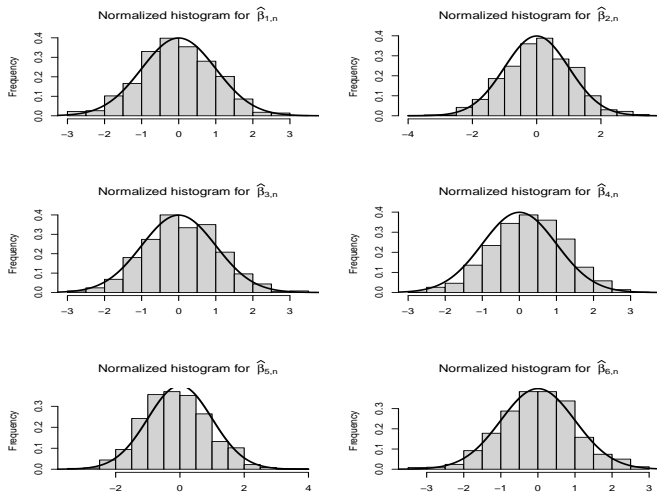 Normalized histogram for β̂1,n
Frequency
0.0 0.1 0.2 0.3 0.4
−3 −2 −1 0 1 2 3
Normalized histogram for β̂2,n
Frequency
0.0 0.1 0.2 0.3 0.4
−4 −2 0 2
Normalized histogram for β̂3,n
Frequency
0.0 0.1 0.2 0.3 0.4
−3 −2 −1 0 1 2 3
Normalized histogram for β̂4,n
Frequency
0.0 0.1 0.2 0.3 0.4
−3 −2 −1 0 1 2 3
Normalized histogram for β̂5,n
Frequency
0.0 0.1 0.2 0.3
−2 0 2 4
Normalized histogram for β̂6,n
Frequency
0.0 0.1 0.2 0.3
−3 −2 −1 0 1 2 3